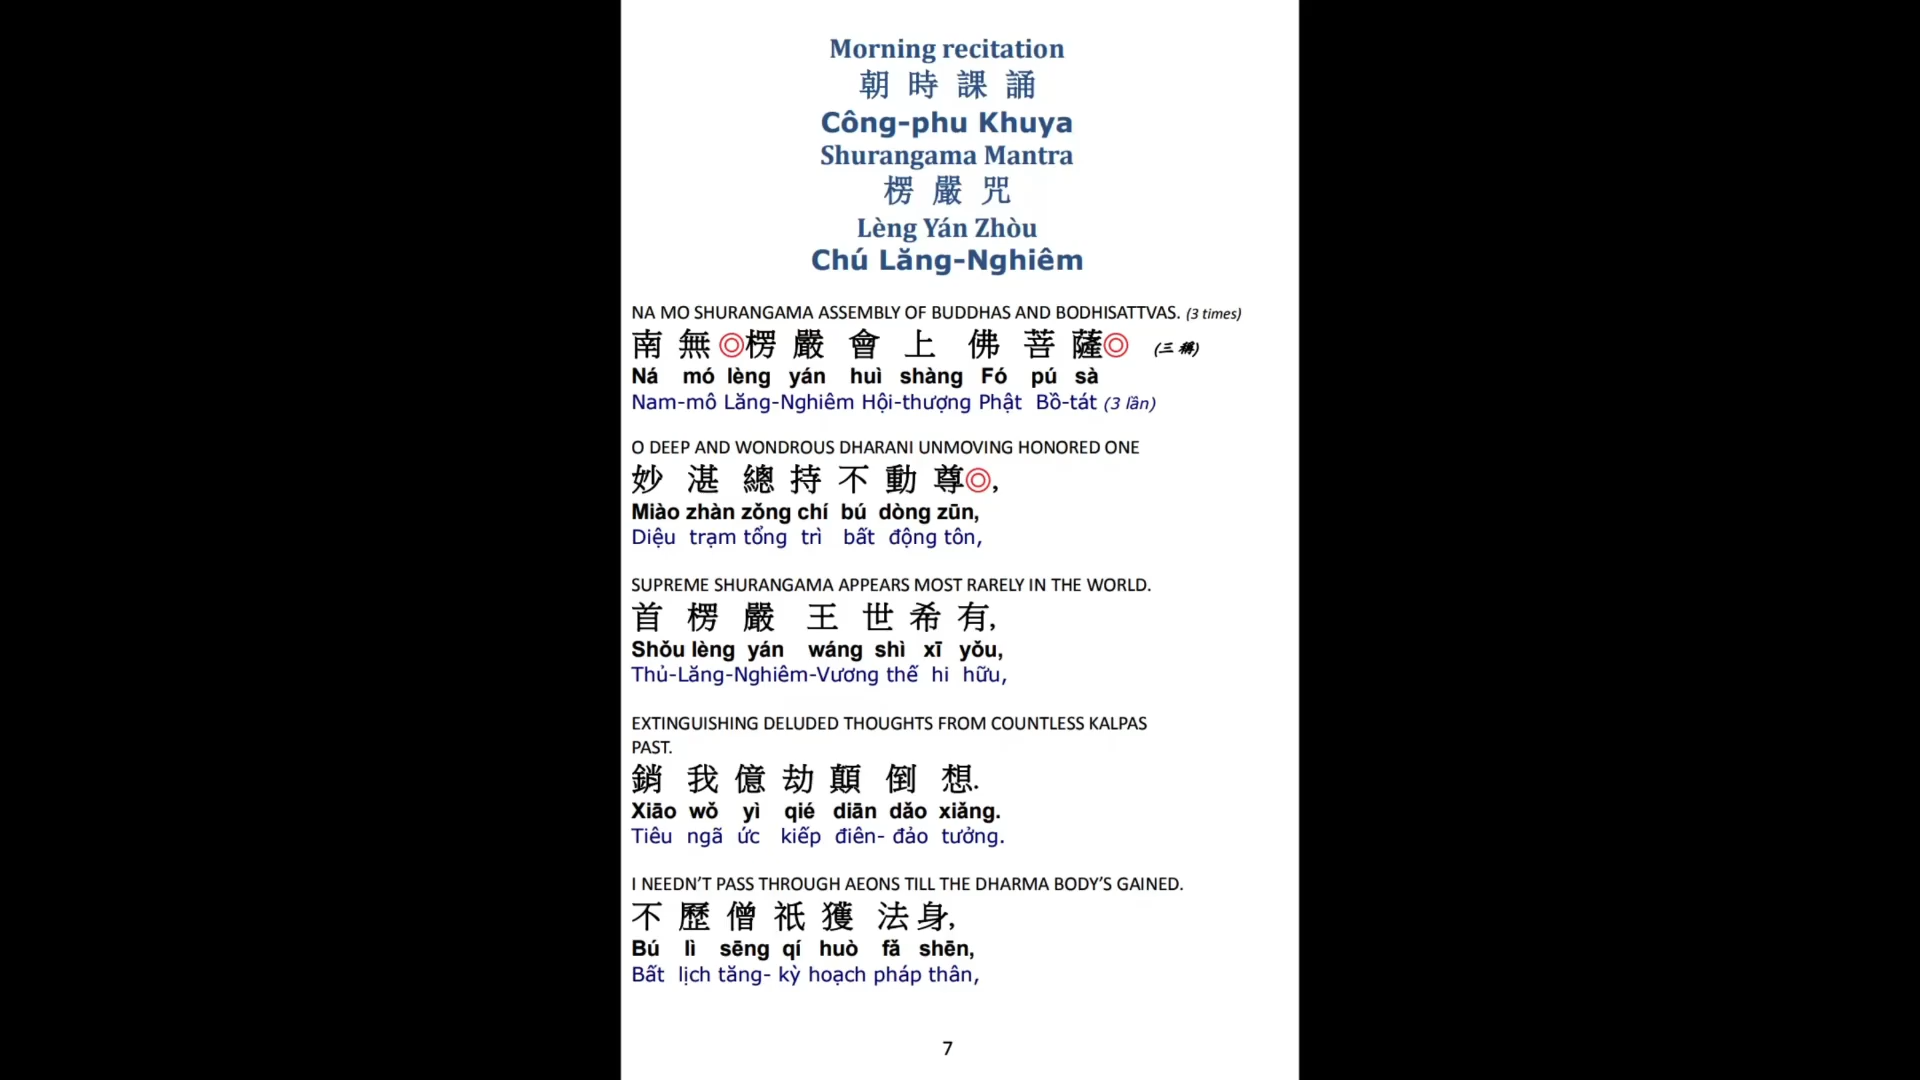 Morning recitation
朝 時 課 誦
Công-phu Khuya
Shurangama Mantra
楞 嚴 咒
Lèng Yán Zhòu
Chú Lăng-Nghiêm
NA MO SHURANGAMA ASSEMBLY OF BUDDHAS AND BODHISATTVAS. (3 times)
南 無 ◎楞 嚴 會 上 佛 菩 薩◎ (三 稱)
Ná mó lèng yán huì shàng Fó pú sà
Nam-mô Lăng-Nghiêm Hội-thượng Phật Bồ-tát (3 lần)
O DEEP AND WONDROUS DHARANI UNMOVING HONORED ONE
妙 湛 總 持 不 動 尊◎,
Miào zhàn zǒng chí bú dòng zūn,
Diệu trạm tổng trì bất động tôn,
SUPREME SHURANGAMA APPEARS MOST RARELY IN THE WORLD.
首 楞 嚴 王 世 希 有,
Shǒu lèng yán wáng shì xī yǒu,
Thủ-Lăng-Nghiêm-Vương thế hi hữu,
EXTINGUISHING DELUDED THOUGHTS FROM COUNTLESS KALPAS
PAST.
銷 我 億 劫 顛 倒 想.
Xiāo wǒ yì qié diān dǎo xiǎng.
Tiêu ngã ức kiếp điên- đảo tưởng.
I NEEDN'T PASS THROUGH AEONS TILL THE DHARMA BODY'S GAINED.
不 歷 僧 祇 獲 法 身,
Bú lì sēng qí huò fǎ shēn,
Bất lịch tăng- kỳ hoạch pháp thân,
7